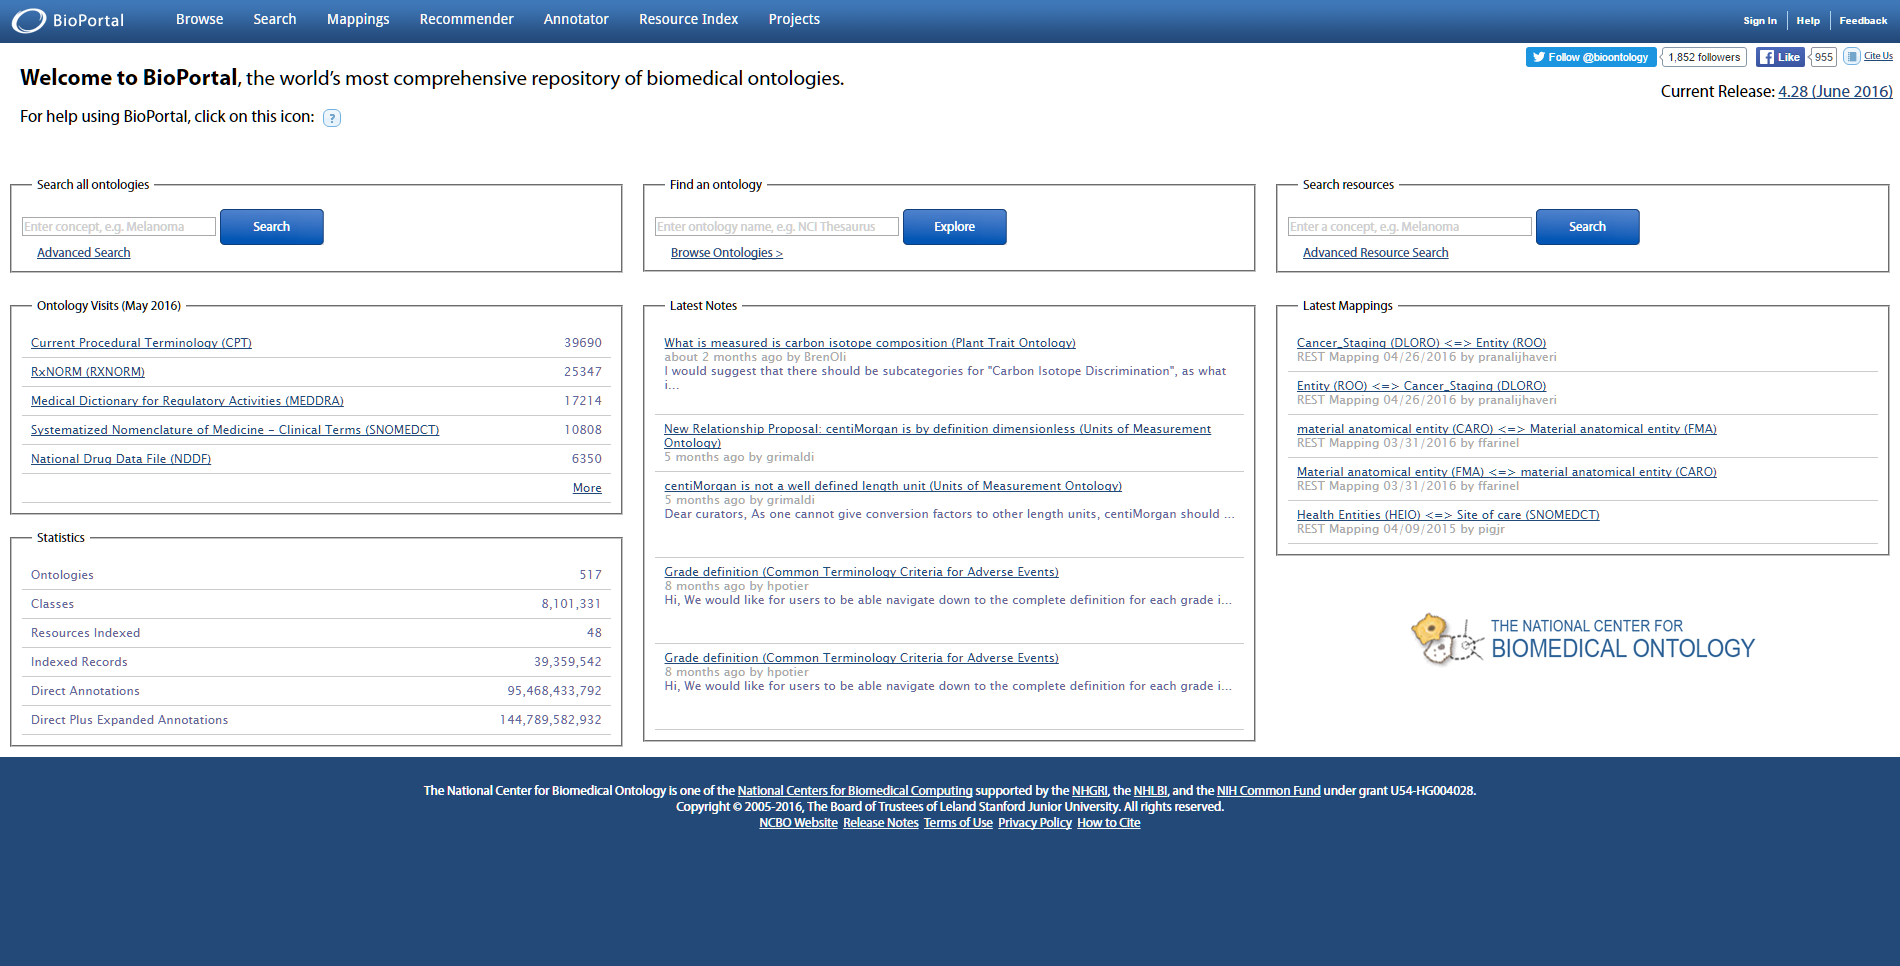 BioPortal Browse Search Mappings Recommender Annotator Resource Index Projects Sign In Help Feedback
Follow @bioontology 1,852 followers Like 955 Cite Us
Welcome to BioPortal, the world's most comprehensive repository of biomedical ontologies.
Current Release: 4.28 (June 2016)
For help using BioPortal, click on this icon: ?
Search all ontologies
Enter concept, e.g. Melanoma Search
Advanced Search
Find an ontology
Enter ontology name, e.g. NCI Thesaurus Explore
Browse Ontologies >
Search resources
Enter a concept, e.g. Melanoma Search
Advanced Resource Search
Ontology Visits (May 2016)
Current Procedural Terminology (CPT) 39690
RxNORM (RXNORM) 25347
Medical Dictionary for Regulatory Activities (MEDDRA) 17214
Systematized Nomenclature of Medicine - Clinical Terms (SNOMEDCT) 10808
National Drug Data File (NDDF) 6350
More
Statistics
Ontologies 517
Classes 8,101,331
Resources Indexed 48
Indexed Records 39,359,542
Direct Annotations 95,468,433,792
Direct Plus Expanded Annotations 144,789,582,932
Latest Notes
What is measured is carbon isotope composition (Plant Trait Ontology)
about 2 months ago by BrenOli
I would suggest that there should be subcategories for "Carbon Isotope Discrimination", as what
i...
New Relationship Proposal: centiMorgan is by definition dimensionless (Units of Measurement
Ontology)
5 months ago by grimaldi
centiMorgan is not a well defined length unit (Units of Measurement Ontology)
5 months ago by grimaldi
Dear curators, As one cannot give conversion factors to other length units, centiMorgan should ...
Grade definition (Common Terminology Criteria for Adverse Events)
8 months ago by hpotier
Hi, We would like for users to be able navigate down to the complete definition for each grade i...
Grade definition (Common Terminology Criteria for Adverse Events)
8 months ago by hpotier
Hi, We would like for users to be able navigate down to the complete definition for each grade i...
Latest Mappings
Cancer_Staging (DLORO) <=> Entity (ROO)
REST Mapping 04/26/2016 by pranalijhaveri
Entity (ROO) <=> Cancer_Staging (DLORO)
REST Mapping 04/26/2016 by pranalijhaveri
material anatomical entity (CARO) <=> Material anatomical entity (FMA)
REST Mapping 03/31/2016 by ffarinel
Material anatomical entity (FMA) <=> material anatomical entity (CARO)
REST Mapping 03/31/2016 by ffarinel
Health Entities (HEIO) <=> Site of care (SNOMEDCT)
REST Mapping 04/09/2015 by pigjr
THE NATIONAL CENTER FOR
BIOMEDICAL ONTOLOGY
The National Center for Biomedical Ontology is one of the National Centers for Biomedical Computing supported by the NHGRI, the NHLBI, and the NIH Common Fund under grant U54-HG004028.
Copyright © 2005-2016, The Board of Trustees of Leland Stanford Junior University. All rights reserved.
NCBO Website Release Notes Terms of Use Privacy Policy How to Cite